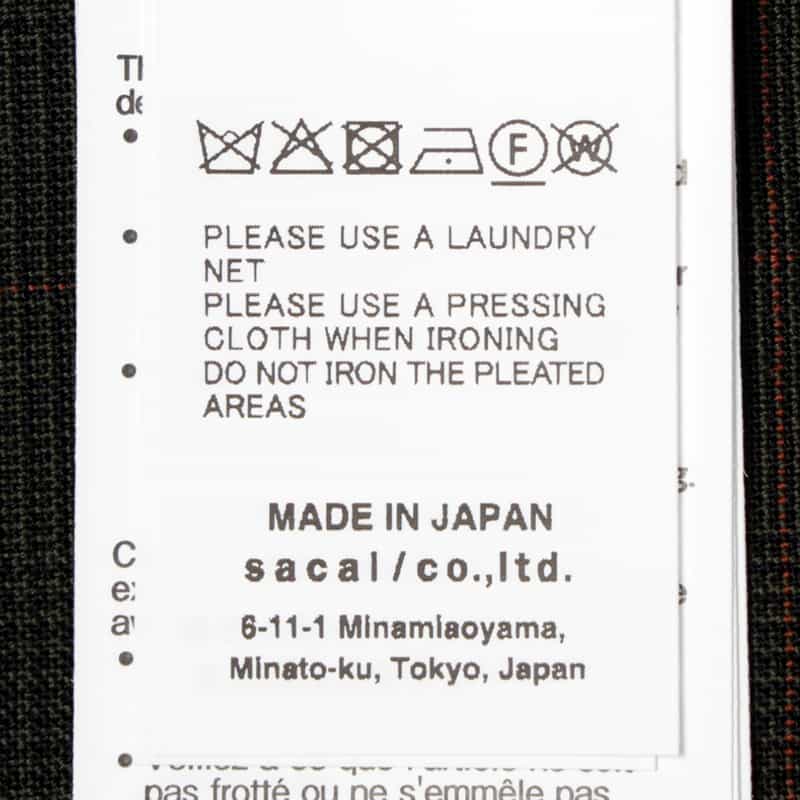 F W
PLEASE USE A LAUNDRY
NET
PLEASE USE A PRESSING
CLOTH WHEN IRONING
DO NOT IRON THE PLEATED
AREAS
MADE IN JAPAN
sacai/co.,ltd.
6-11-1 Minamiaoyama,
Minato-ku, Tokyo, Japan
pas frotté ou ne s'emmêle pas